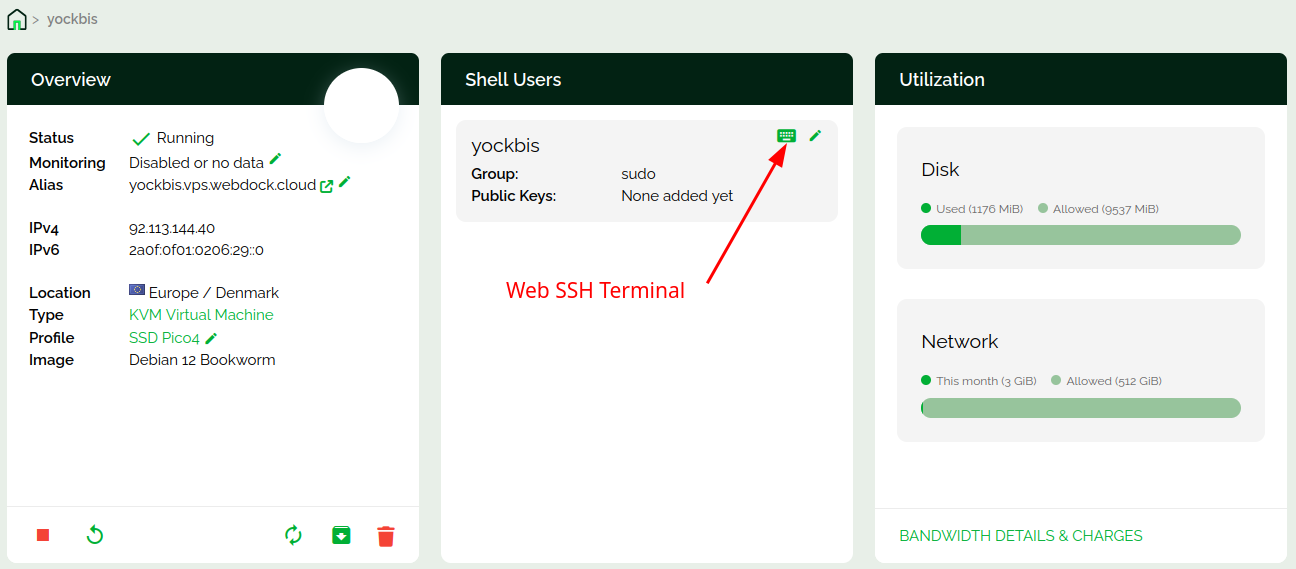 > yockbis
Overview
Status Running
Monitoring Disabled or no data
Alias yockbis.vps.webdock.cloud
IPv4 92.113.144.40
IPv6 2a0f:0f01:0206:29::0
Location Europe / Denmark
Type KVM Virtual Machine
Profile SSD Pico4
Image Debian 12 Bookworm
Shell Users
yockbis
Group: sudo
Public Keys: None added yet
Web SSH Terminal
Utilization
Disk
Used (1176 MiB) Allowed (9537 MiB)
Network
This month (3 GiB) Allowed (512 GiB)
BANDWIDTH DETAILS & CHARGES